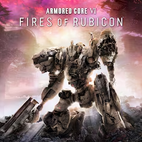 ARMORED CORE VI
FIRES OF RUBICON